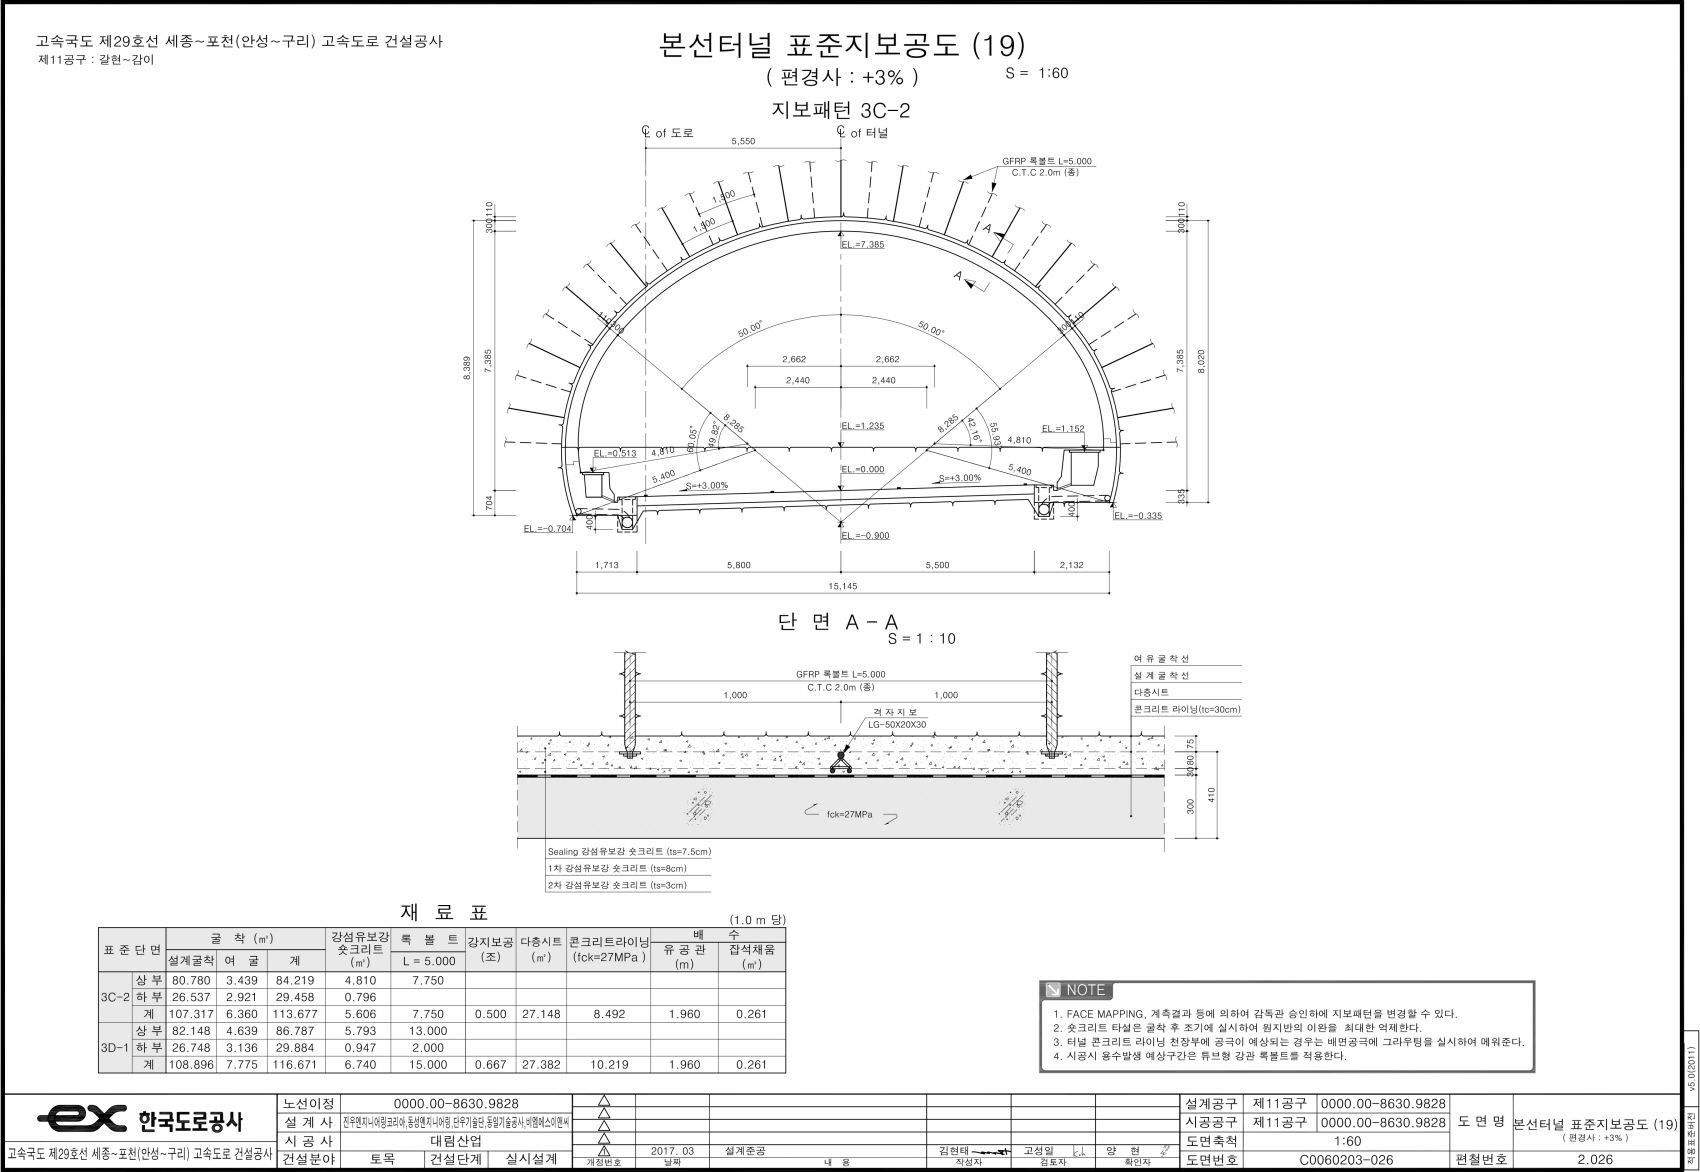 고속국도 제29호선 세종~포천(안성~구리) 고속도로 건설공사
제11공구 : 갈현~감이
본선터널 표준지보공도 (19)
( 편경사 : +3% )
S = 1:60
지보패턴 3C-2
℄ of 도로
℄ of 터널
5,550
GFRP 록볼트 L=5.000
C.T.C 2.0m (종)
1,500
1,500
110
300
110
300
A
A
EL.=7.385
110
300
300
110
50.00°
50.00°
8,389
7,385
7,385
8,020
2,662
2,662
2,440
2,440
8,285
8,285
60.05°
49.82°
42.16°
55.93°
EL.=1.235
EL.=1.152
4,810
EL.=0.513
4,810
5,400
EL.=0.000
5,400
S=+3.00%
S=+3.00%
704
335
400
400
EL.=-0.704
EL.=-0.335
EL.=-0.900
1,713
5,800
5,500
2,132
15,145
단 면 A - A
S = 1 : 10
GFRP 록볼트 L=5.000
C.T.C 2.0m (종)
1,000
1,000
격 자 지 보
LG-50X20X30
여 유 굴 착 선
설 계 굴 착 선
다층시트
콘크리트 라이닝(tc=30cm)
75
80
30
300
410
fck=27MPa
Sealing 강섬유보강 숏크리트 (ts=7.5cm)
1차 강섬유보강 숏크리트 (ts=8cm)
2차 강섬유보강 숏크리트 (ts=3cm)
재 료 표
(1.0 m 당)
표 준 단 면 굴 착 (㎥) 강섬유보강 숏크리트 (㎥) 록 볼 트 강지보공 (조) 다층시트 (㎡) 콘크리트라이닝 (fck=27MPa ) 배 수
설계굴착 여 굴 계 L = 5.000 유 공 관 (m) 잡석채움 (㎥)
3C-2 상 부 80.780 3.439 84.219 4.810 7.750
하 부 26.537 2.921 29.458 0.796
계 107.317 6.360 113.677 5.606 7.750 0.500 27.148 8.492 1.960 0.261
3D-1 상 부 82.148 4.639 86.787 5.793 13.000
하 부 26.748 3.136 29.884 0.947 2.000
계 108.896 7.775 116.671 6.740 15.000 0.667 27.382 10.219 1.960 0.261
NOTE
1. FACE MAPPING, 계측결과 등에 의하여 감독관 승인하에 지보패턴을 변경할 수 있다.
2. 숏크리트 타설은 굴착 후 조기에 실시하여 원지반의 이완을 최대한 억제한다.
3. 터널 콘크리트 라이닝 천장부에 공극이 예상되는 경우는 배면공극에 그라우팅을 실시하여 메워준다.
4. 시공시 용수발생 예상구간은 튜브형 강관 록볼트를 적용한다.
v5.0(2011)
적용표준버전
ex 한국도로공사
고속국도 제29호선 세종~포천(안성~구리) 고속도로 건설공사
노선이정 0000.00-8630.9828
설 계 사 진우엔지니어링코리아,동성엔지니어링,단우기술단,동일기술공사,비엠에스이앤씨
시 공 사 대림산업
건설분야 토목 건설단계 실시설계
2017. 03 설계준공 김현태 고성일 양 현
개정번호 날짜 내 용 작성자 검토자 확인자
설계공구 제11공구 0000.00-8630.9828
시공공구 제11공구 0000.00-8630.9828
도면축척 1:60
도면번호 C0060203-026
도 면 명 본선터널 표준지보공도 (19)
( 편경사 : +3% )
편철번호 2.026